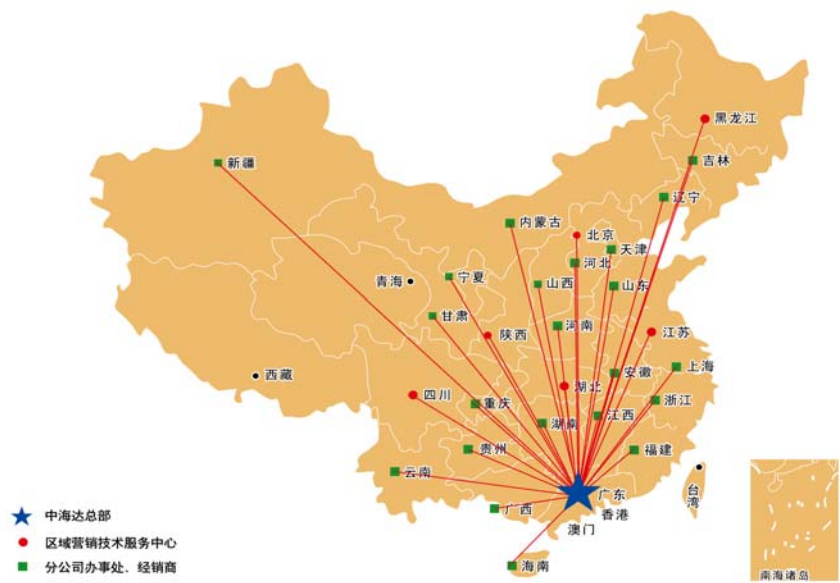 黑龙江
吉林
新疆
辽宁
内蒙古
北京
天津
河北
宁夏
青海
山西
山东
甘肃
河南
江苏
陕西
上海
安徽
西藏
湖北
四川
重庆
浙江
江西
湖南
贵州
福建
云南
广东
台湾
广西
香港
澳门
海南
南海诸岛
中海达总部
区域营销技术服务中心
分公司办事处、经销商